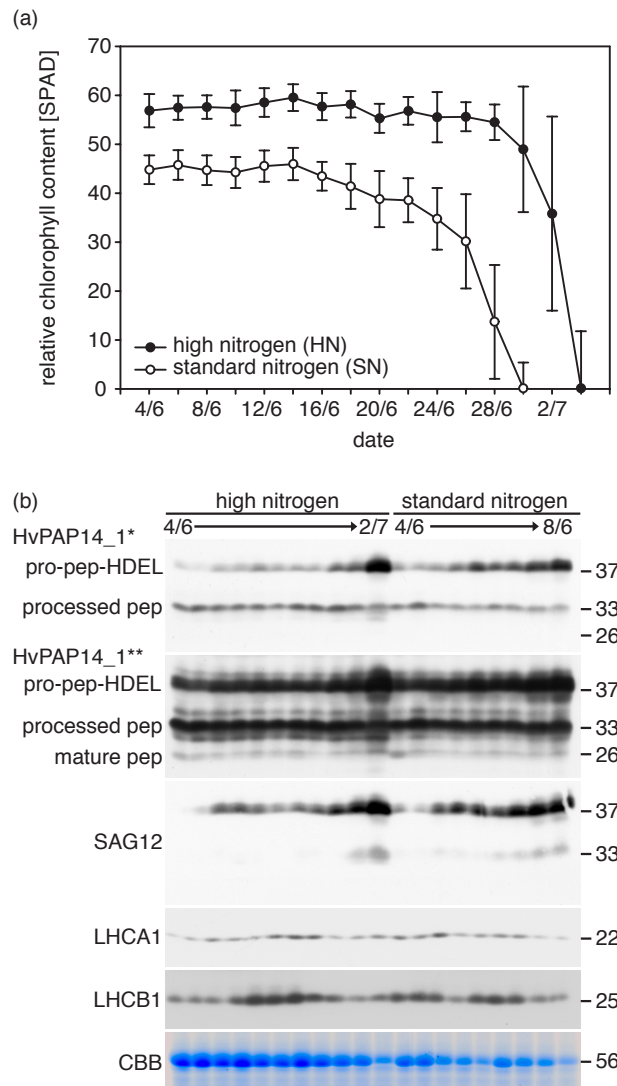 (a)
relative chlorophyll content [SPAD]
70
60
50
40
30
20
10
0
high nitrogen (HN)
standard nitrogen (SN)
4/6 8/6 12/6 16/6 20/6 24/6 28/6 2/7
date
(b)
high nitrogen standard nitrogen
4/6 2/7 4/6 8/6
HvPAP14_1*
pro-pep-HDEL 37
processed pep 33
26
HvPAP14_1**
pro-pep-HDEL 37
processed pep 33
mature pep 26
37
SAG12
33
LHCA1 22
LHCB1 25
CBB 56